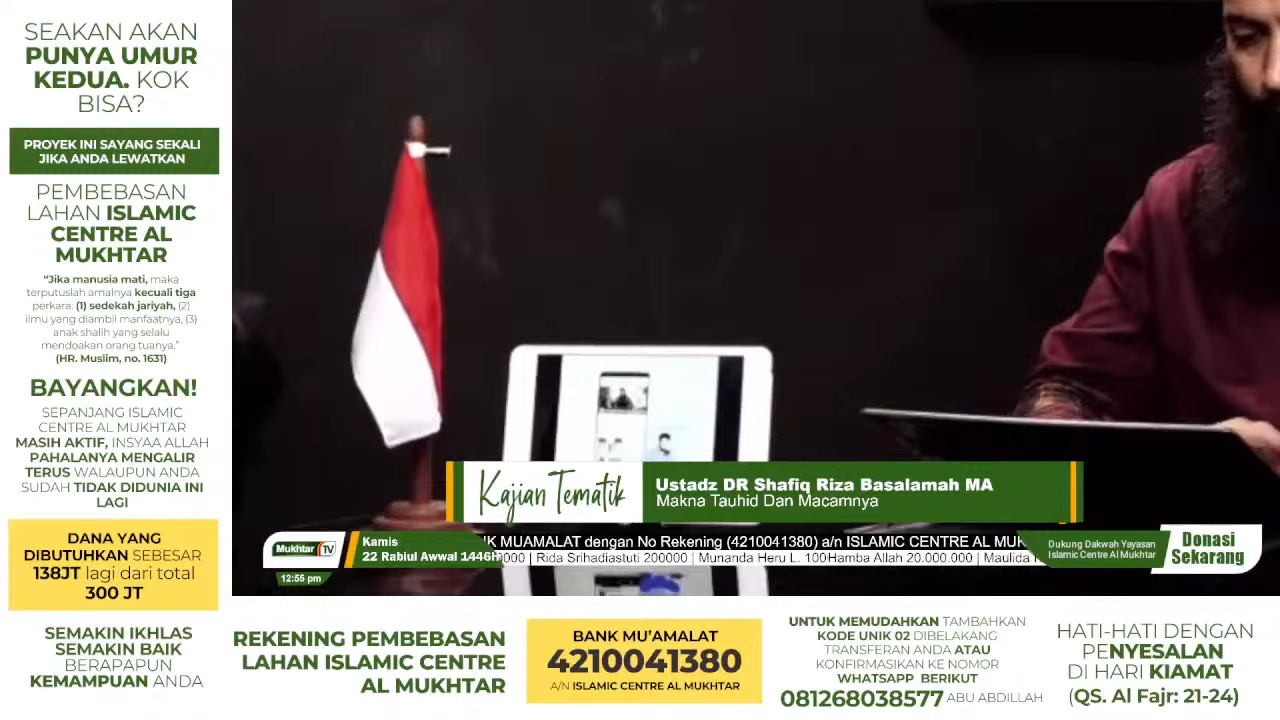 SEAKAN AKAN
PUNYA UMUR
KEDUA. KOK
BISA?
PROYEK INI SAYANG SEKALI
JIKA ANDA LEWATKAN
PEMBEBASAN
LAHAN ISLAMIC
CENTRE AL
MUKHTAR
“Jika manusia mati, maka
terputuslah amalnya kecuali tiga
perkara: (1) sedekah jariyah, (2)
ilmu yang diambil manfaatnya, (3)
anak shalih yang selalu
mendoakan orang tuanya.”
(HR. Muslim, no. 1631)
BAYANGKAN!
SEPANJANG ISLAMIC
CENTRE AL MUKHTAR
MASIH AKTIF, INSYAA ALLAH
PAHALANYA MENGALIR
TERUS WALAUPUN ANDA
SUDAH TIDAK DIDUNIA INI
LAGI
DANA YANG
DIBUTUHKAN SEBESAR
138JT lagi dari total
300 JT
SEMAKIN IKHLAS
SEMAKIN BAIK
BERAPAPUN
KEMAMPUAN ANDA
Kajian Tematik
Ustadz DR Shafiq Riza Basalamah MA
Makna Tauhid Dan Macamnya
Mukhtar TV
Kamis
22 Rabiul Awwal 1446H
12:55 pm
NK MUAMALAT dengan No Rekening (4210041380) a/n ISLAMIC CENTRE AL MUK
0000 | Rida Srihadiastuti 200000 | Munanda Heru L. 100Hamba Allah 20.000.000 | Maulida
Dukung Dakwah Yayasan
Islamic Centre Al Mukhtar
Donasi
Sekarang
REKENING PEMBEBASAN
LAHAN ISLAMIC CENTRE
AL MUKHTAR
BANK MU’AMALAT
4210041380
A/N ISLAMIC CENTRE AL MUKHTAR
UNTUK MEMUDAHKAN TAMBAHKAN
KODE UNIK 02 DIBELAKANG
TRANSFERAN ANDA ATAU
KONFIRMASIKAN KE NOMOR
WHATSAPP BERIKUT
081268038577 ABU ABDILLAH
HATI-HATI DENGAN
PENYESALAN
DI HARI KIAMAT
(QS. Al Fajr: 21-24)